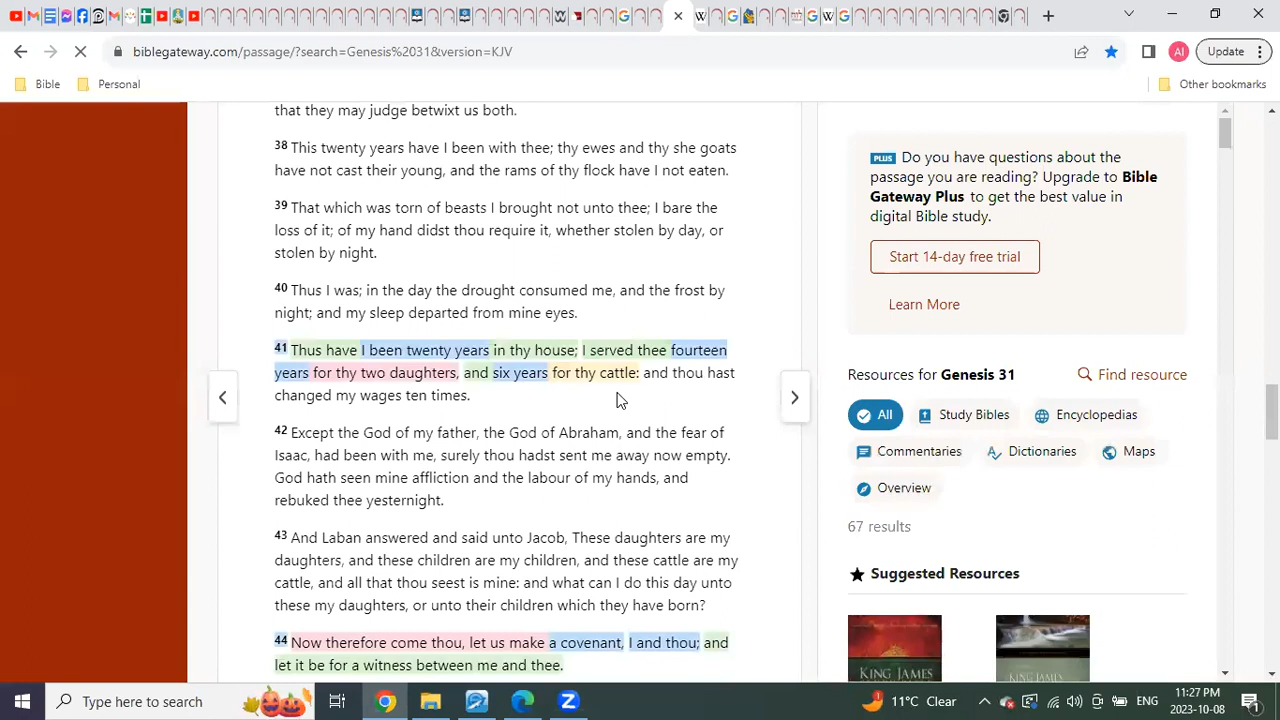 biblegateway.com/passage/?search=Genesis%2031&version=KJV
AI
Update
Bible
Personal
Other bookmarks
that they may judge betwixt us both.
38 This twenty years have I been with thee; thy ewes and thy she goats
have not cast their young, and the rams of thy flock have I not eaten.
39 That which was torn of beasts I brought not unto thee; I bare the
loss of it; of my hand didst thou require it, whether stolen by day, or
stolen by night.
40 Thus I was; in the day the drought consumed me, and the frost by
night; and my sleep departed from mine eyes.
41 Thus have I been twenty years in thy house; I served thee fourteen
years for thy two daughters, and six years for thy cattle: and thou hast
changed my wages ten times.
42 Except the God of my father, the God of Abraham, and the fear of
Isaac, had been with me, surely thou hadst sent me away now empty.
God hath seen mine affliction and the labour of my hands, and
rebuked thee yesternight.
43 And Laban answered and said unto Jacob, These daughters are my
daughters, and these children are my children, and these cattle are my
cattle, and all that thou seest is mine: and what can I do this day unto
these my daughters, or unto their children which they have born?
44 Now therefore come thou, let us make a covenant, I and thou; and
let it be for a witness between me and thee.
PLUS Do you have questions about the
passage you are reading? Upgrade to Bible
Gateway Plus to get the best value in
digital Bible study.
Start 14-day free trial
Learn More
Resources for Genesis 31
Find resource
All
Study Bibles
Encyclopedias
Commentaries
Dictionaries
Maps
Overview
67 results
Suggested Resources
KING JAMES
Type here to search
1
11°C Clear
ENG
11:27 PM
2023-10-08
1